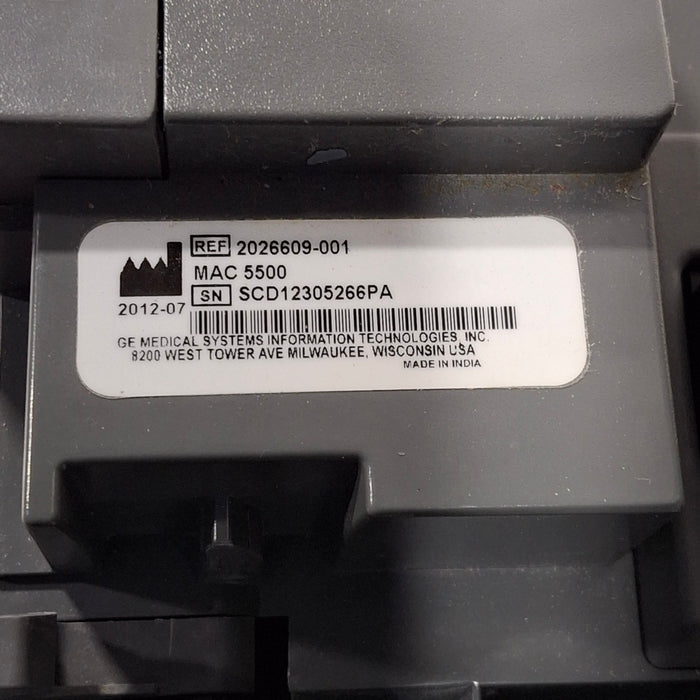 REF 2026609-001
MAC 5500
SN SCD12305266PA
2012-07
GE MEDICAL SYSTEMS INFORMATION TECHNOLOGIES, INC.
8200 WEST TOWER AVE MILWAUKEE, WISCONSIN USA
MADE IN INDIA